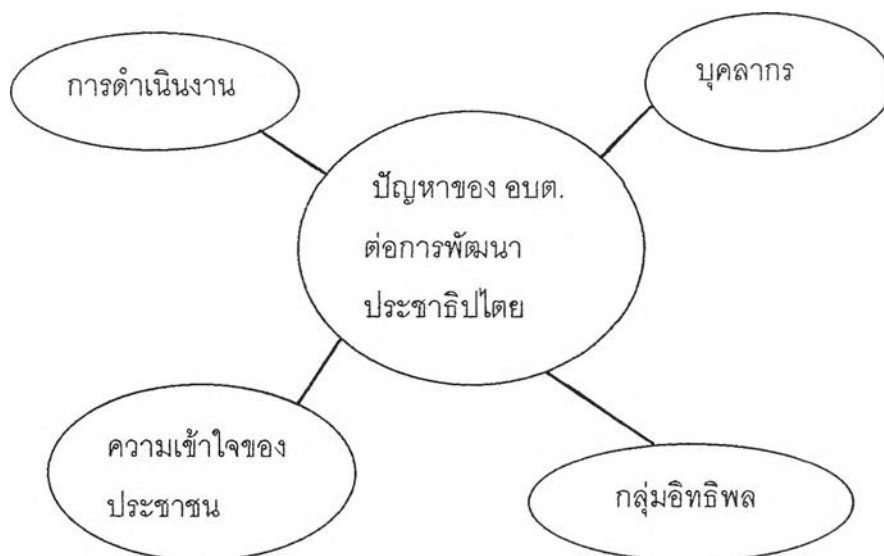 การดำเนินงาน
บุคลากร
ปัญหาของ อบต.
ต่อการพัฒนา
ประชาธิปไตย
ความเข้าใจของ
ประชาชน
กลุ่มอิทธิพล